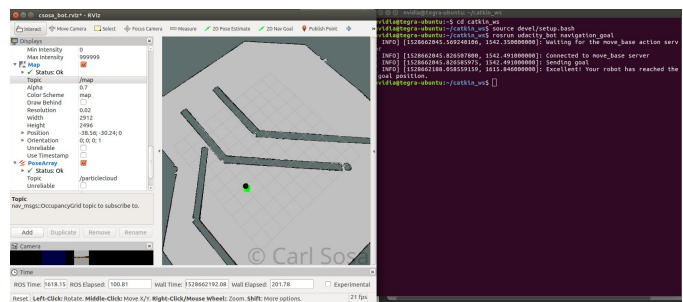 csosa_bot.rviz* - RViz
Interact Move Camera Select Focus Camera Measure 2D Pose Estimate 2D Nav Goal Publish Point
Displays
Min Intensity 0
Max Intensity 999999
Map
Status: Ok
Topic /map
Alpha 0.7
Color Scheme map
Draw Behind
Resolution 0.02
Width 2912
Height 2496
Position -38.56; -30.24; 0
Orientation 0; 0; 0; 1
Unreliable
Use Timestamp
PoseArray
Status: Ok
Topic /particlecloud
Unreliable
Topic
nav_msgs::OccupancyGrid topic to subscribe to.
Add Duplicate Remove Rename
Camera
© Carl Sosa
Time
ROS Time: 1618.15 ROS Elapsed: 100.81 Wall Time: 1528662192.08 Wall Elapsed: 201.78 Experimental
Reset Left-Click: Rotate. Middle-Click: Move X/Y. Right-Click/Mouse Wheel: Zoom. Shift: More options. 21 fps
nvidia@tegra-ubuntu: ~/catkin_ws
nvidia@tegra-ubuntu:~$ cd catkin_ws
nvidia@tegra-ubuntu:~/catkin_ws$ source devel/setup.bash
nvidia@tegra-ubuntu:~/catkin_ws$ rosrun udacity_bot navigation_goal
INFO] [1528662045.569240106, 1542.350000000]: Waiting for the move_base action serv
r
INFO] [1528662045.826507800, 1542.491000000]: Connected to move_base server
INFO] [1528662045.826585975, 1542.491000000]: Sending goal
INFO] [1528662188.058559159, 1615.846000000]: Excellent! Your robot has reached the
goal position.
nvidia@tegra-ubuntu:~/catkin_ws$